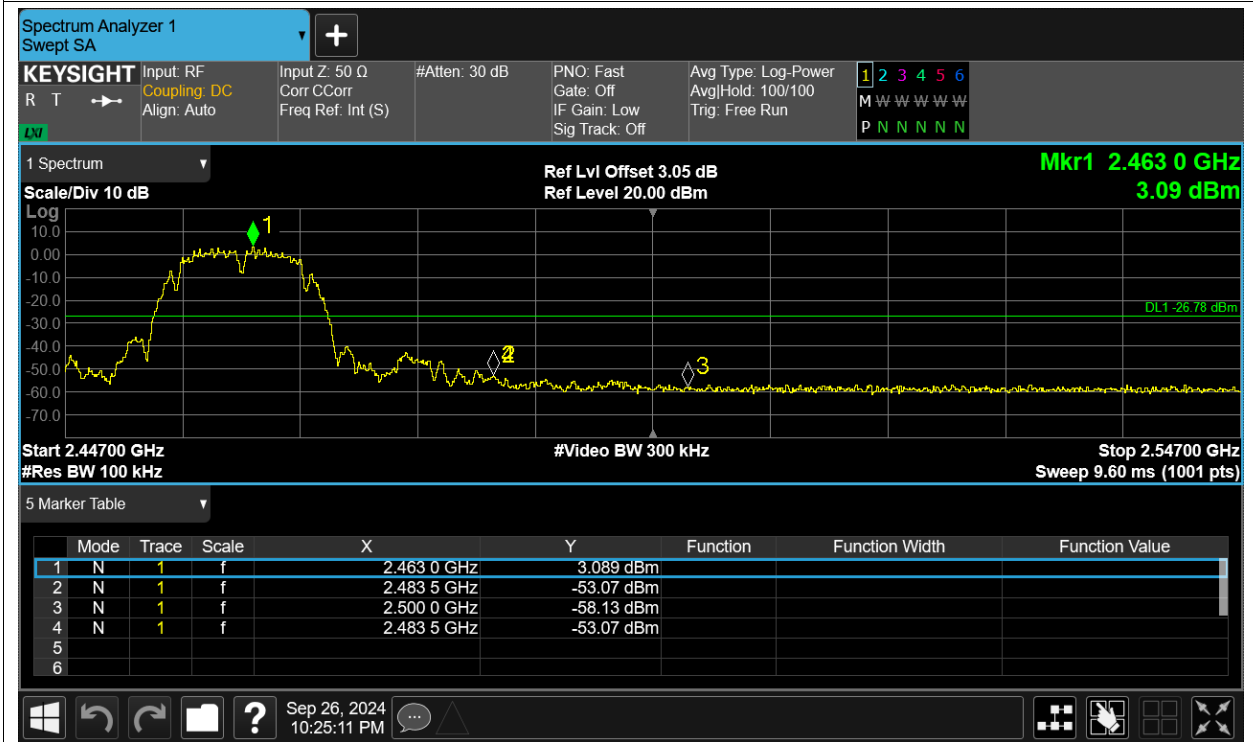 Spectrum Analyzer 1
Swept SA
+
KEYSIGHT Input: RF Input Z: 50 Ω #Atten: 30 dB PNO: Fast Avg Type: Log-Power 1 2 3 4 5 6
R T Coupling: DC Corr CCorr Gate: Off Avg|Hold: 100/100 M W W W W W
Align: Auto Freq Ref: Int (S) IF Gain: Low Trig: Free Run
LXI Sig Track: Off P N N N N N
1 Spectrum Ref Lvl Offset 3.05 dB Mkr1 2.463 0 GHz
Scale/Div 10 dB Ref Level 20.00 dBm 3.09 dBm
Log
1
10.0
0.00
-10.0
-20.0
DL1 -26.78 dBm
-30.0
-40.0
-50.0
3
-60.0
-70.0
Start 2.44700 GHz #Video BW 300 kHz Stop 2.54700 GHz
#Res BW 100 kHz Sweep 9.60 ms (1001 pts)
5 Marker Table
Mode Trace Scale X Y Function Function Width Function Value
1 N 1 f 2.463 0 GHz 3.089 dBm
2 N 1 f 2.483 5 GHz -53.07 dBm
3 N 1 f 2.500 0 GHz -58.13 dBm
4 N 1 f 2.483 5 GHz -53.07 dBm
5
6
? Sep 26, 2024
10:25:11 PM